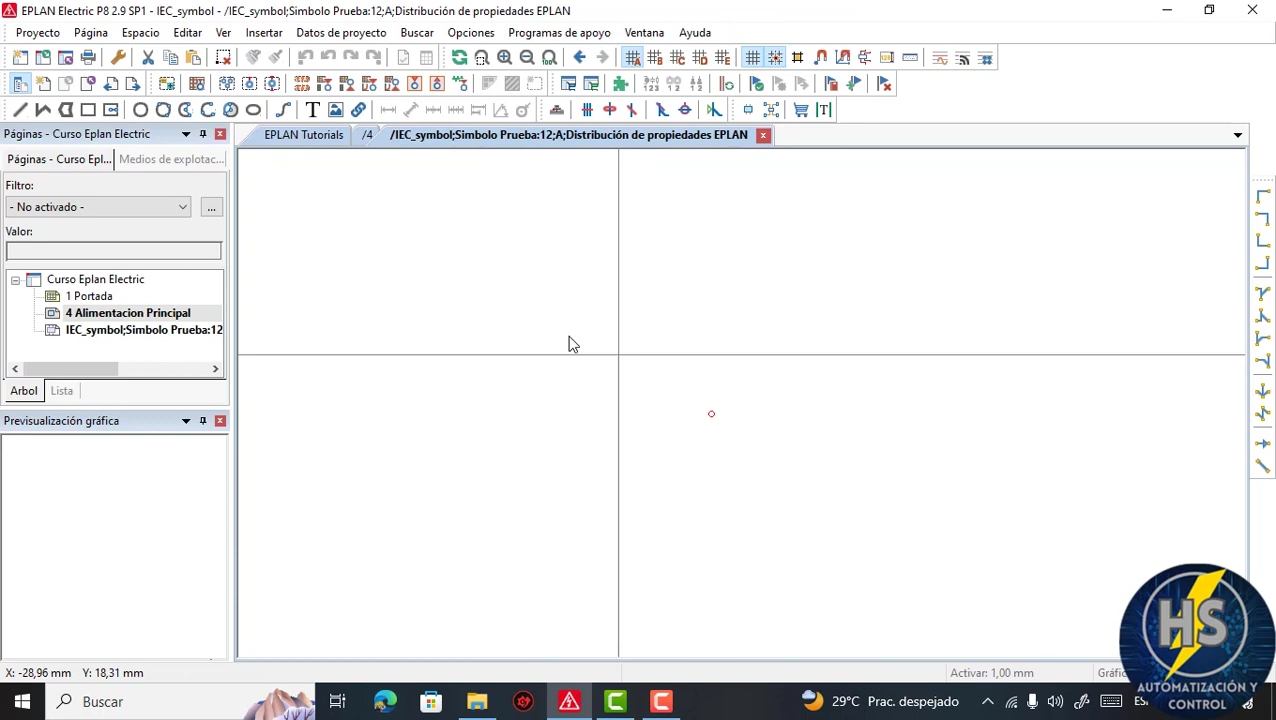 EPLAN Electric P8 2.9 SP1 - IEC_symbol - /IEC_symbol;Simbolo Prueba:12;A;Distribución de propiedades EPLAN
Proyecto Página Espacio Editar Ver Insertar Datos de proyecto Buscar Opciones Programas de apoyo Ventana Ayuda
Páginas - Curso Eplan Electric
EPLAN Tutorials /4 /IEC_symbol;Simbolo Prueba:12;A;Distribución de propiedades EPLAN
Páginas - Curso Epl... Medios de explotac...
Filtro:
- No activado - ...
Valor:
Curso Eplan Electric
1 Portada
4 Alimentacion Principal
IEC_symbol;Simbolo Prueba:12
Arbol Lista
Previsualización gráfica
X: -28,96 mm Y: 18,31 mm Activar: 1,00 mm Gráfi
HS
AUTOMATIZACIÓN Y
CONTROL
Buscar 29°C Prac. despejado